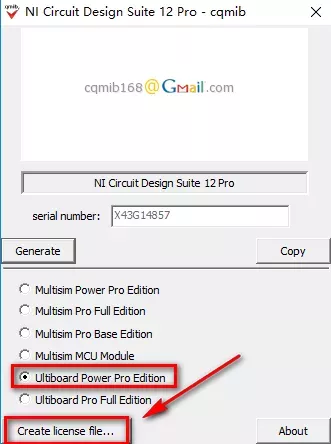 cqmib NI Circuit Design Suite 12 Pro - cqmib
cqmib168@Gmail.com
NI Circuit Design Suite 12 Pro
serial number: X43G14857
Generate Copy
Multisim Power Pro Edition
Multisim Pro Full Edition
Multisim Pro Base Edition
Multisim MCU Module
Ultiboard Power Pro Edition
Ultiboard Pro Full Edition
Create license file... About